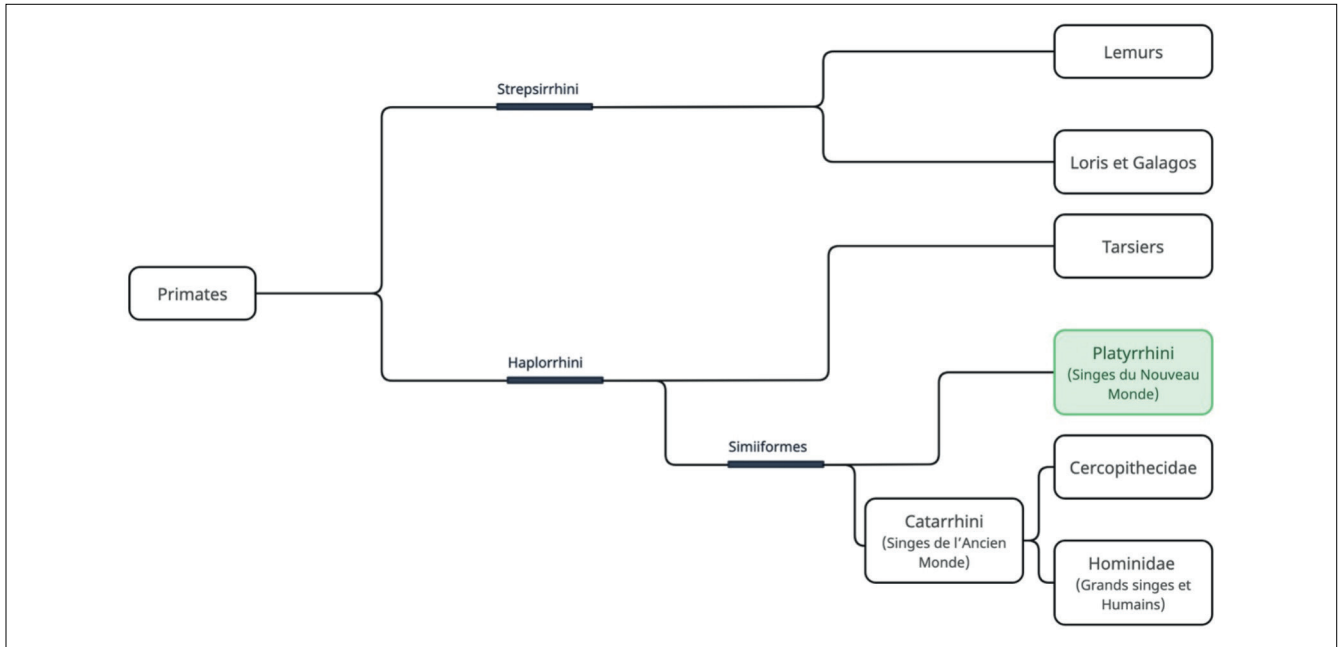 Lemurs
Strepsirrhini
Loris et Galagos
Tarsiers
Primates
Haplorrhini
Platyrrhini
(Singes du Nouveau
Monde)
Simiiformes
Cercopithecidae
Catarrhini
(Singes de l’Ancien
Monde)
Hominidae
(Grands singes et
Humains)